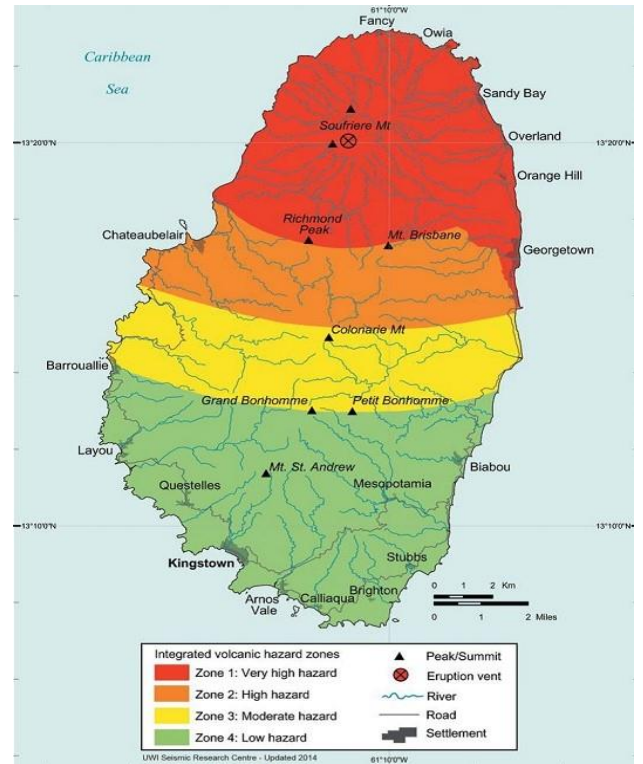 61°10'0"W
Fancy
Owia
Caribbean
Sea
Sandy Bay
Soufriere Mt
Overland
13°20'0"N
13°20'0"N
Orange Hill
Richmond
Peak
Mt. Brisbane
Chateaubelair
Georgetown
Colonarie Mt
Barrouallie
Grand Bonhomme
Petit Bonhomme
Layou
Mt. St. Andrew
Biabou
Questelles
Mesopotamia
13°10'0"N
13°10'0"N
Kingstown
Stubbs
Brighton
Arnos
Vale
Calliaqua
0 1 2 Km
0 1 2 Miles
Integrated volcanic hazard zones
Zone 1: Very high hazard
Zone 2: High hazard
Zone 3: Moderate hazard
Zone 4: Low hazard
Peak/Summit
Eruption vent
River
Road
Settlement
UWI Seismic Research Centre - Updated 2014
61°10'0"W